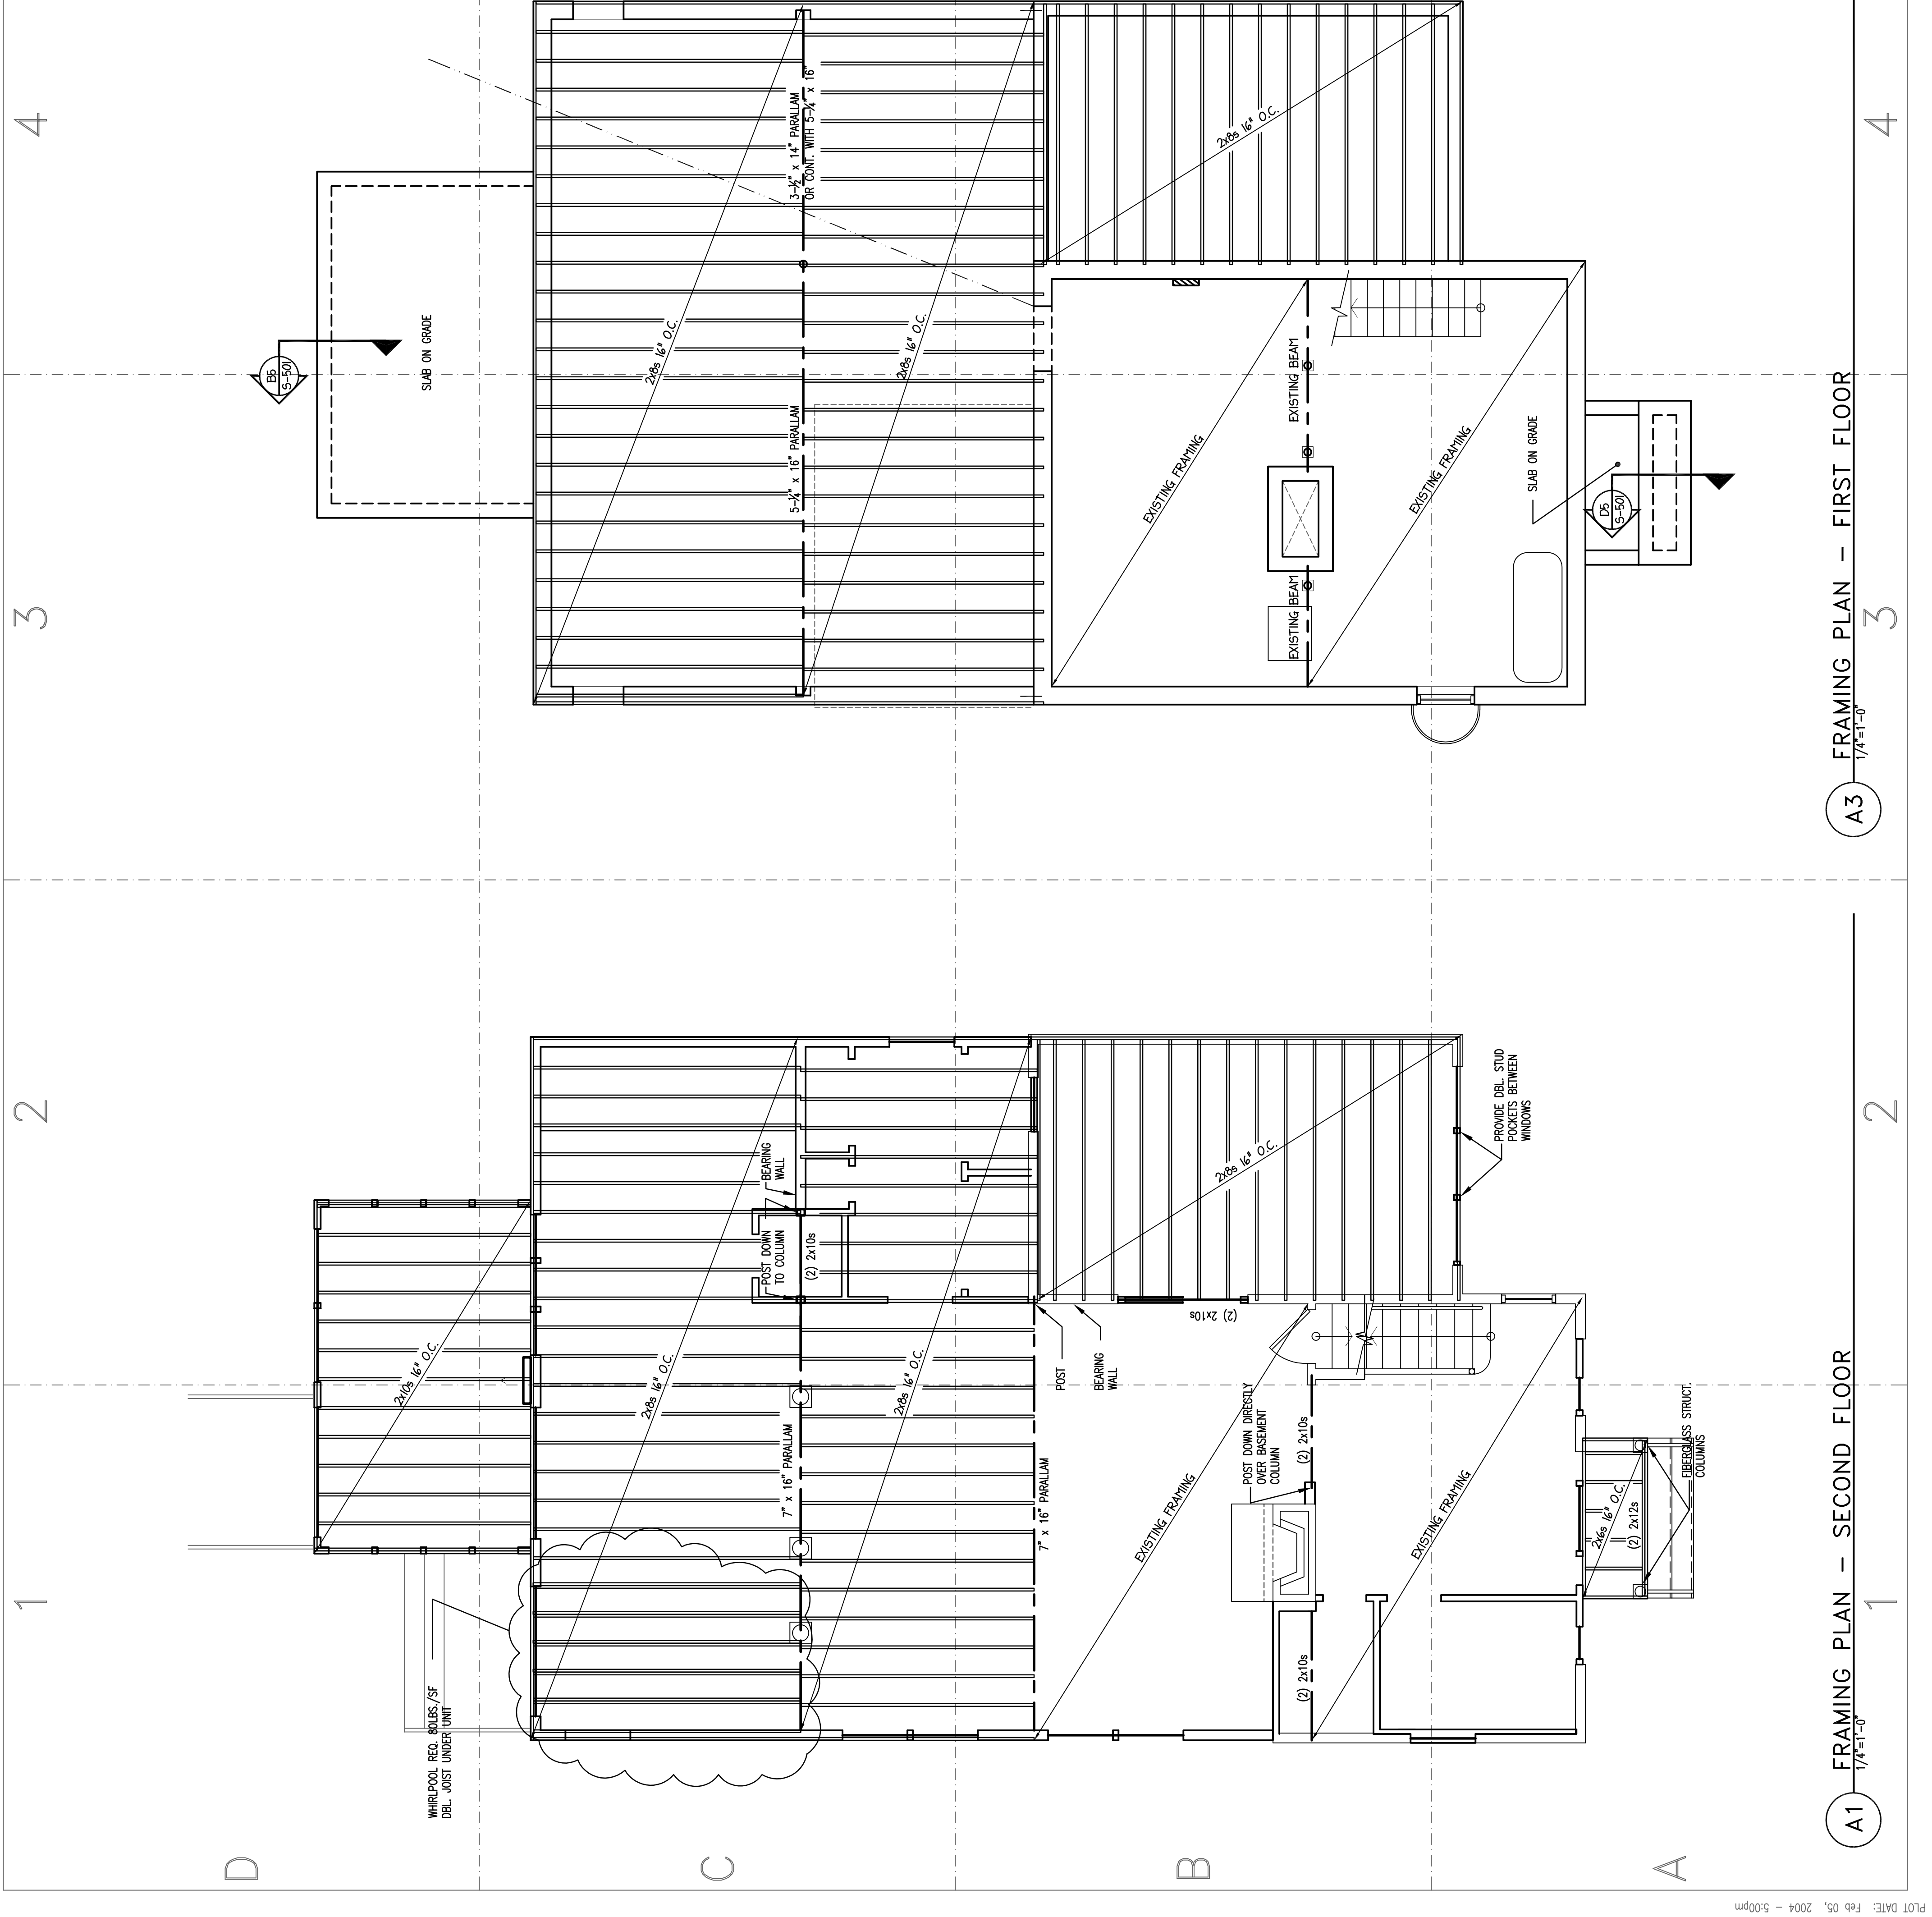 1
2
3
4
D
C
B
A
WHIRLPOOL REQ. 80LBS./SF
DBL. JOIST UNDER UNIT
2x10s 16" O.C.
2x8s 16" O.C.
7" x 16" PARALLAM
POST DOWN
TO COLUMN
BEARING
WALL
(2) 2x10s
2x8s 16" O.C.
7" x 16" PARALLAM
POST
BEARING
WALL
(2) 2x10s
2x8s 16" O.C.
EXISTING FRAMING
POST DOWN DIRECTLY
OVER BASEMENT
COLUMN
(2) 2x10s
(2) 2x10s
EXISTING FRAMING
PROVIDE DBL. STUD
POCKETS BETWEEN
WINDOWS
2x6s 16" O.C.
(2) 2x12s
FIBERGLASS STRUCT.
COLUMNS
A1
FRAMING PLAN - SECOND FLOOR
1/4"=1'-0"
B5
S-501
SLAB ON GRADE
2x8s 16" O.C.
5-1/4" x 16" PARALLAM
3-1/2" x 14" PARALLAM
OR CONT. WITH 5-1/4" x 16"
2x8s 16" O.C.
2x8s 16" O.C.
EXISTING FRAMING
EXISTING BEAM
EXISTING BEAM
EXISTING FRAMING
SLAB ON GRADE
D5
S-501
A3
FRAMING PLAN - FIRST FLOOR
1/4"=1'-0"
1
2
3
4
PLOT DATE: Feb 05, 2004 - 5:00pm